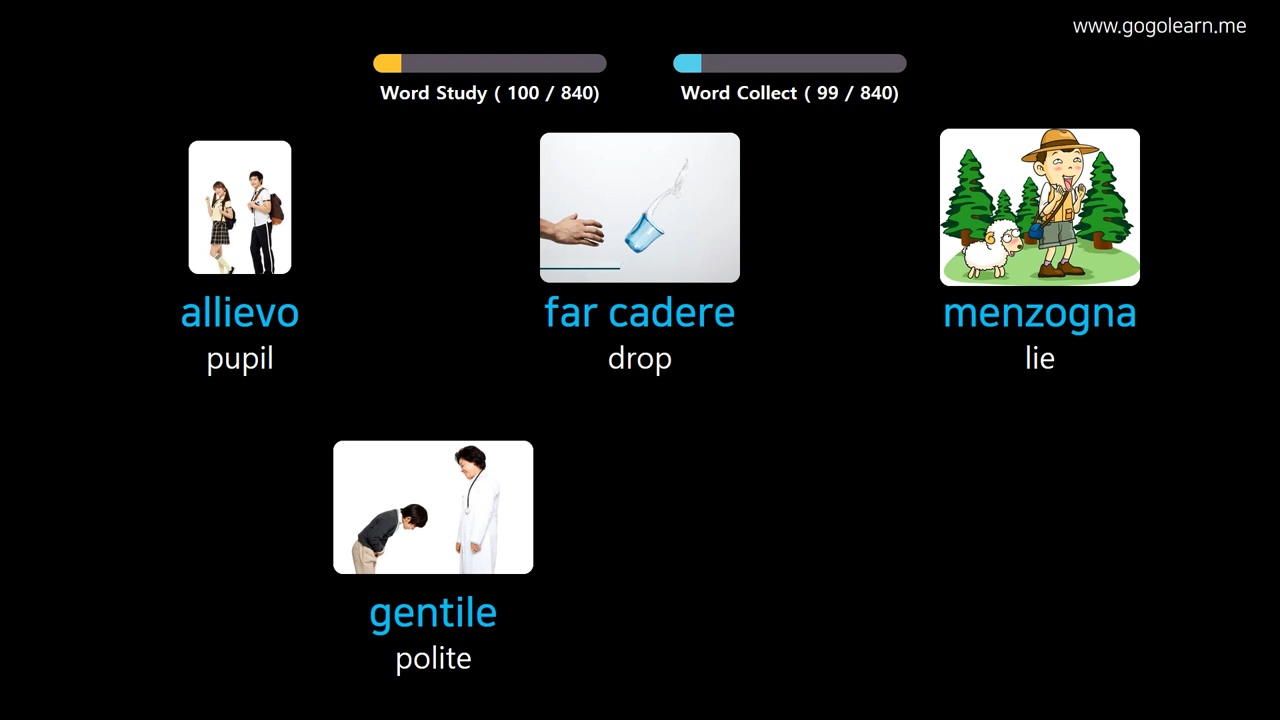 www.gogolearn.me
Word Study ( 100 / 840)
Word Collect ( 99 / 840)
allievo
pupil
far cadere
drop
menzogna
lie
gentile
polite